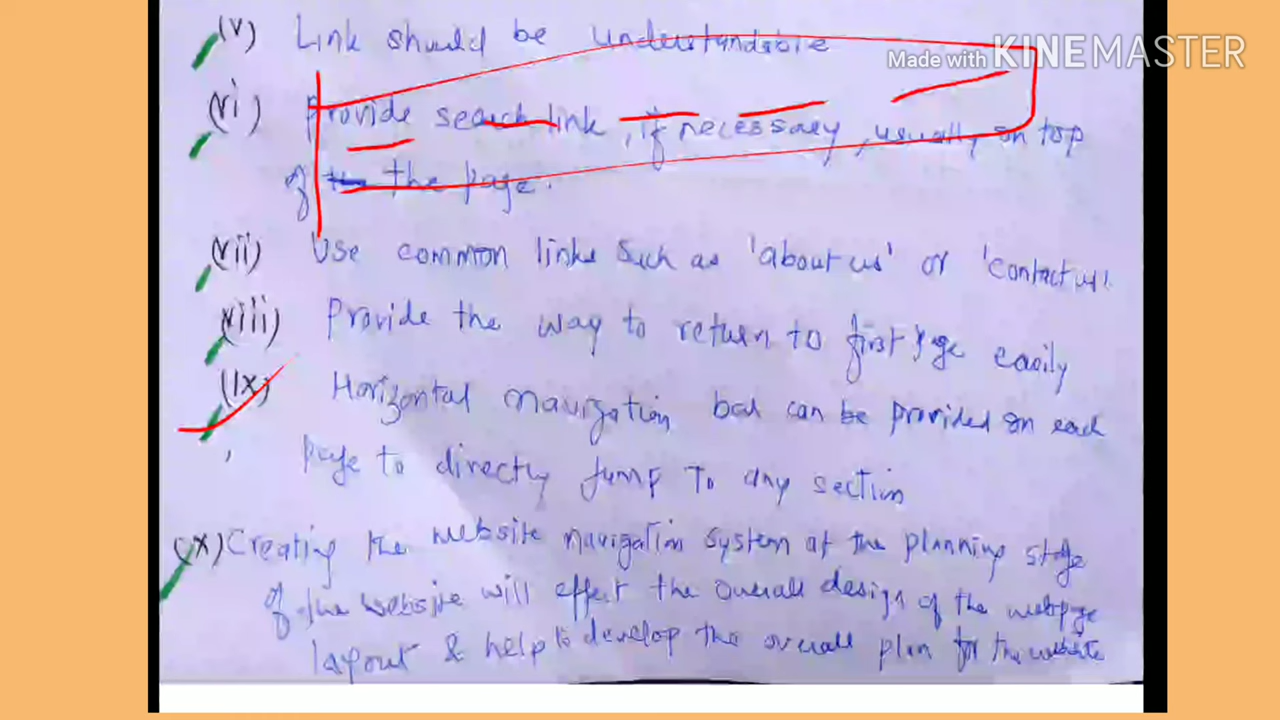 (v) Link should be understandable
Made with KINEMASTER
(vi) Provide search link, if necessary, usually on top
of the page.
(vii) Use common links such as 'about us' or 'contact us'
(viii) Provide the way to return to first page easily
(ix) Horizontal navigation bar can be provided on each
page to directly jump to any section
(x) Creating the website navigation system at the planning stage
of the website will effect the overall design of the webpage
layout & help to develop the overall plan for the website